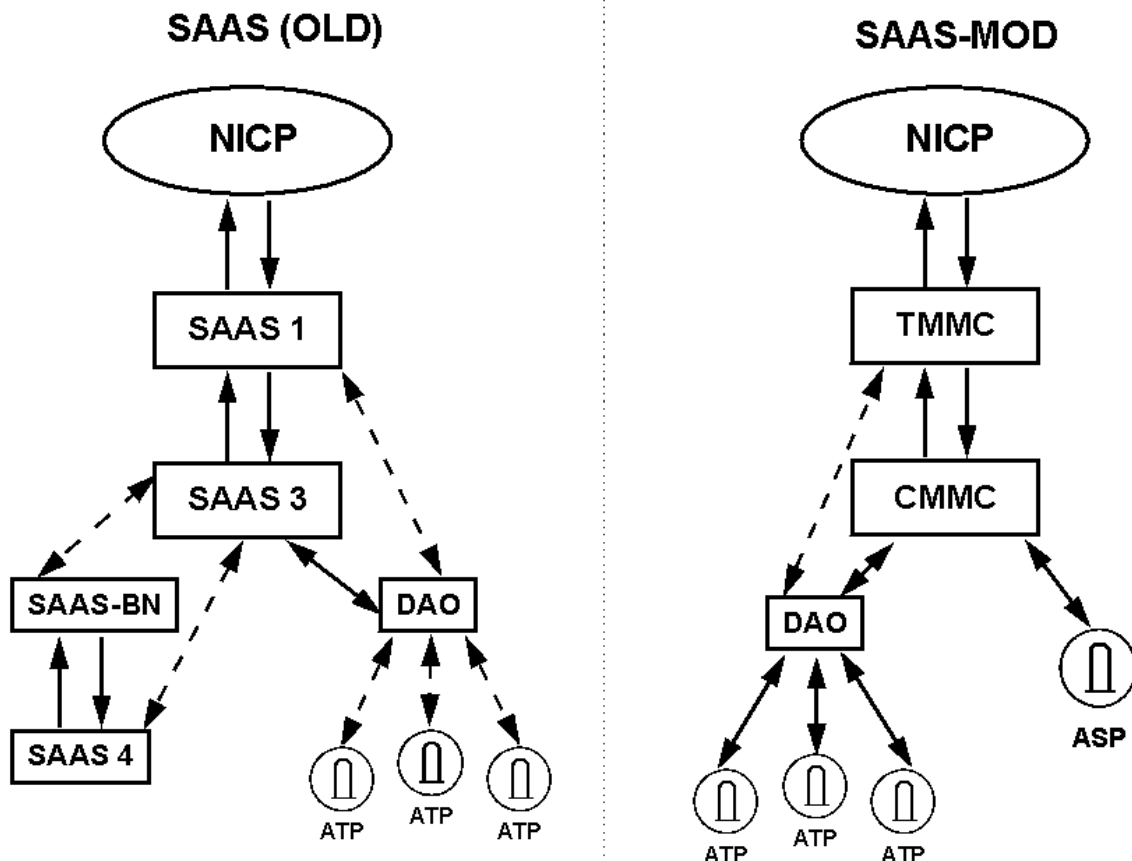 SAAS (OLD)
NICP
SAAS 1
SAAS 3
SAAS-BN
DAO
SAAS 4
ATP
ATP
ATP
SAAS-MOD
NICP
TMMC
CMMC
DAO
ASP
ATP
ATP
ATP